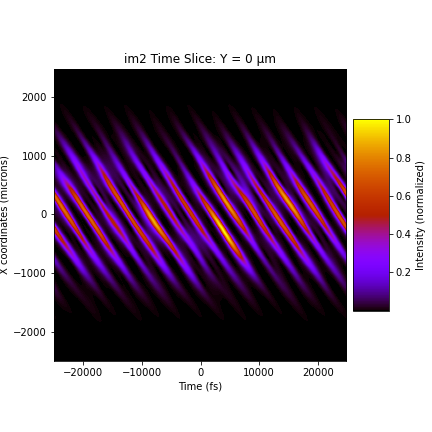 im2 Time Slice: Y = 0 μm
2000
1000
0
−1000
−2000
X coordinates (microns)
−20000 −10000 0 10000 20000
Time (fs)
1.0
0.8
0.6
0.4
0.2
Intensity (normalized)